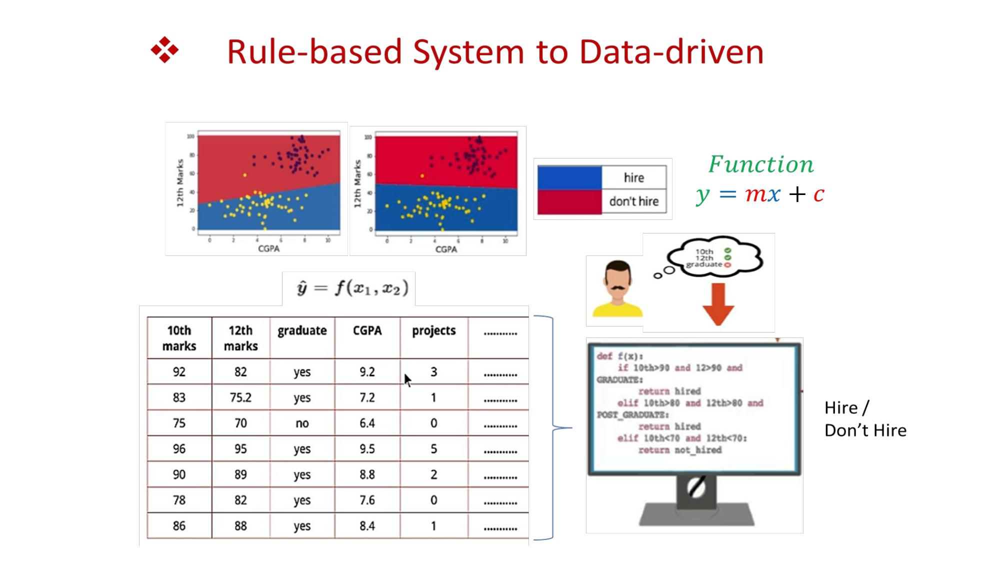 ❖ Rule-based System to Data-driven
100
80
60
40
20
0
0 2 4 6 8 10
12th Marks
CGPA
100
80
60
40
20
0
0 2 4 6 8 10
12th Marks
CGPA
hire
don't hire
Function
y = mx + c
10th
12th
graduate
ŷ = f(x₁, x₂)
10th marks 12th marks graduate CGPA projects ...........
92 82 yes 9.2 3 ...........
83 75.2 yes 7.2 1 ...........
75 70 no 6.4 0 ...........
96 95 yes 9.5 5 ...........
90 89 yes 8.8 2 ...........
78 82 yes 7.6 0 ...........
86 88 yes 8.4 1 ...........
def f(x):
if 10th>90 and 12>90 and
GRADUATE:
return hired
elif 10th>80 and 12th>80 and
POST_GRADUATE:
return hired
elif 10th<70 and 12th<70:
return not_hired
Hire /
Don't Hire